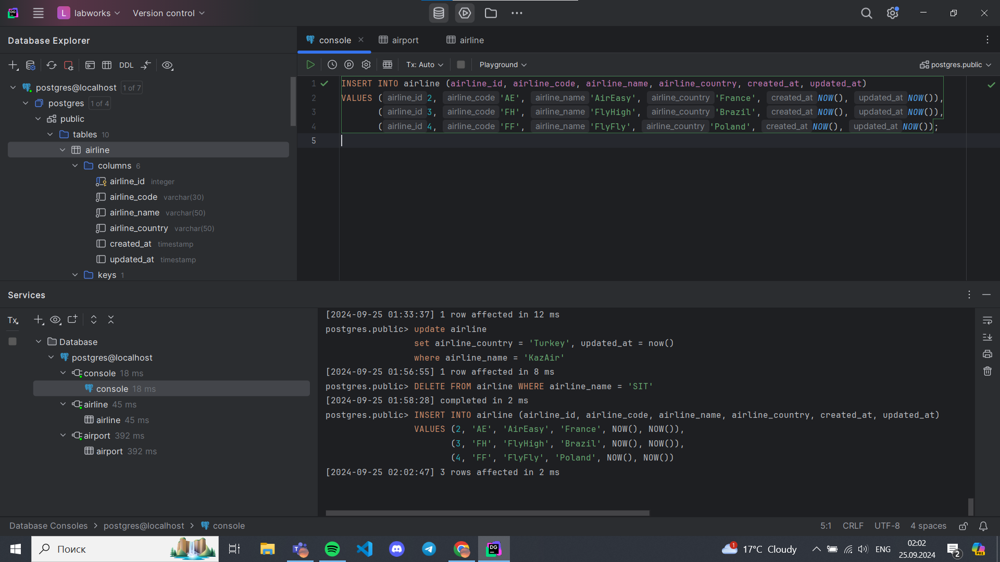 L labworks Version control
Database Explorer
console airport airline
DDL
Tx: Auto Playground postgres.public
postgres@localhost 1 of 7
postgres 1 of 4
public
tables 10
airline
columns 6
airline_id integer
airline_code varchar(30)
airline_name varchar(50)
airline_country varchar(50)
created_at timestamp
updated_at timestamp
keys 1
1 INSERT INTO airline (airline_id, airline_code, airline_name, airline_country, created_at, updated_at)
2 VALUES ( airline_id 2, airline_code 'AE', airline_name 'AirEasy', airline_country 'France', created_at NOW(), updated_at NOW()),
3 ( airline_id 3, airline_code 'FH', airline_name 'FlyHigh', airline_country 'Brazil', created_at NOW(), updated_at NOW()),
4 ( airline_id 4, airline_code 'FF', airline_name 'FlyFly', airline_country 'Poland', created_at NOW(), updated_at NOW());
5
Services
Tx
Database
postgres@localhost
console 18 ms
console 18 ms
airline 45 ms
airline 45 ms
airport 392 ms
airport 392 ms
[2024-09-25 01:33:37] 1 row affected in 12 ms
postgres.public> update airline
set airline_country = 'Turkey', updated_at = now()
where airline_name = 'KazAir'
[2024-09-25 01:56:55] 1 row affected in 8 ms
postgres.public> DELETE FROM airline WHERE airline_name = 'SIT'
[2024-09-25 01:58:28] completed in 2 ms
postgres.public> INSERT INTO airline (airline_id, airline_code, airline_name, airline_country, created_at, updated_at)
VALUES (2, 'AE', 'AirEasy', 'France', NOW(), NOW()),
(3, 'FH', 'FlyHigh', 'Brazil', NOW(), NOW()),
(4, 'FF', 'FlyFly', 'Poland', NOW(), NOW())
[2024-09-25 02:02:47] 3 rows affected in 2 ms
Database Consoles > postgres@localhost > console
5:1 CRLF UTF-8 4 spaces
Поиск
DG
1 17°C Cloudy
ENG
02:02
25.09.2024
2
PRE